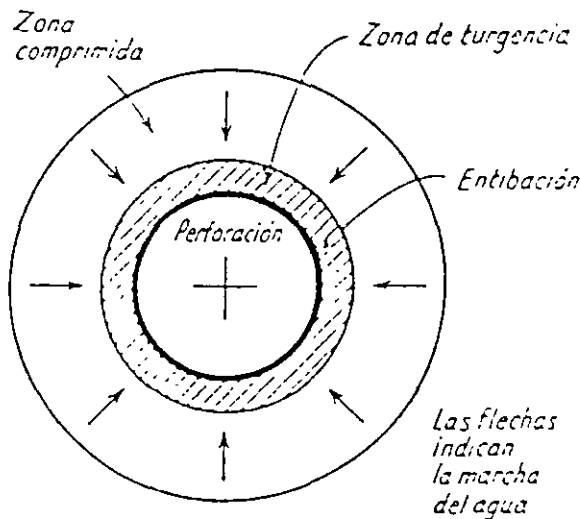 Zona
comprimida
Zona de turgencia
Entibación
Perforación
Las flechas
indican
la marcha
del agua